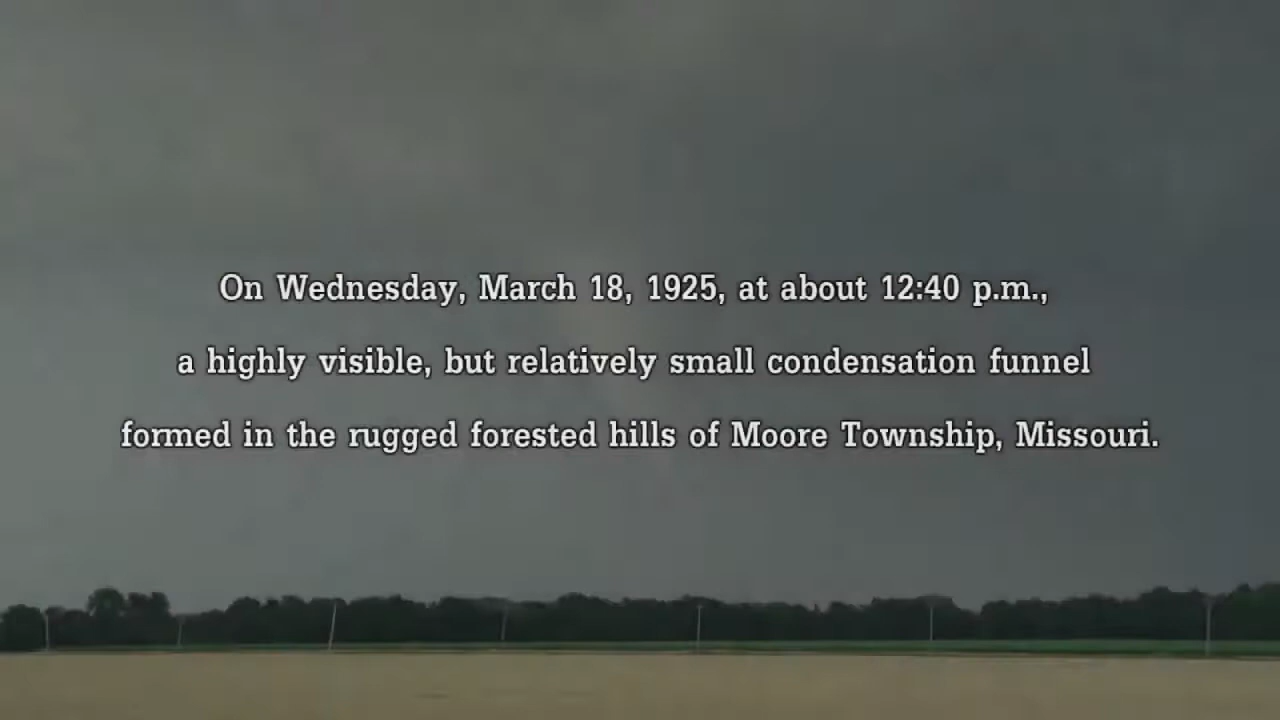 On Wednesday, March 18, 1925, at about 12:40 p.m.,
a highly visible, but relatively small condensation funnel
formed in the rugged forested hills of Moore Township, Missouri.